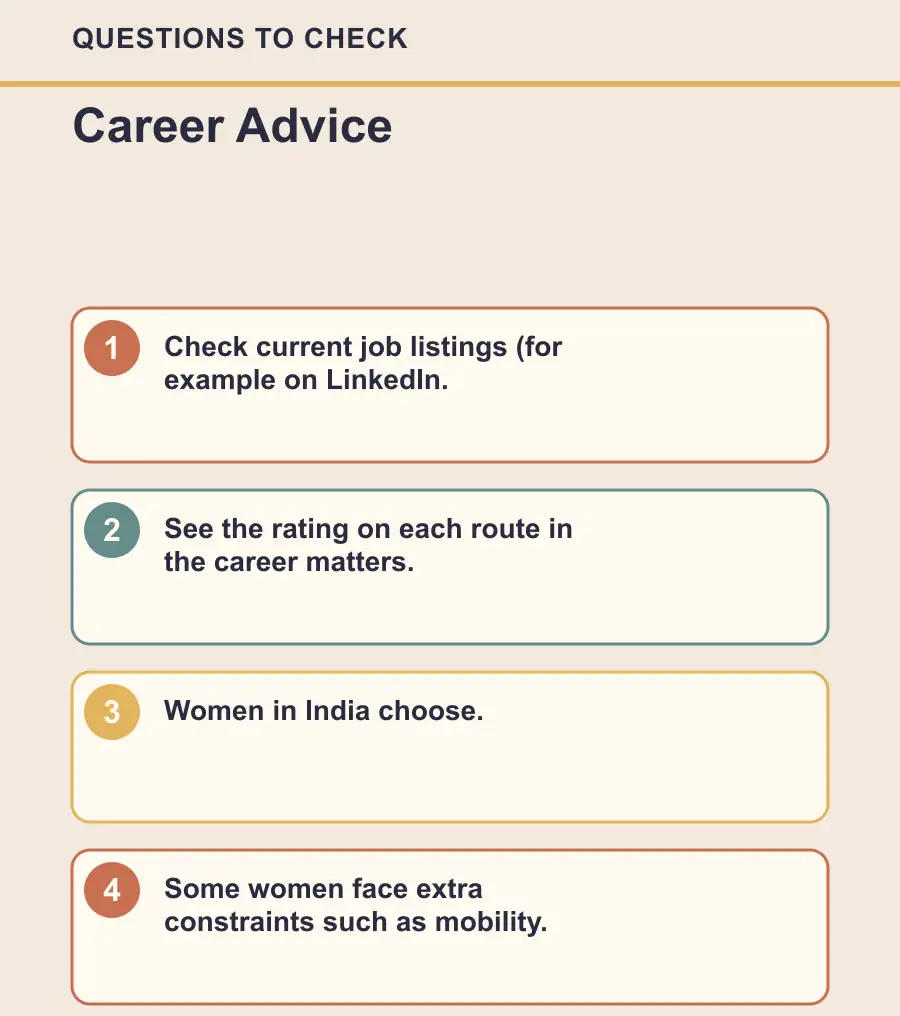 QUESTIONS TO CHECK
Career Advice
1
Check current job listings (for
example on LinkedIn.
2
See the rating on each route in
the career matters.
3
Women in India choose.
4
Some women face extra
constraints such as mobility.